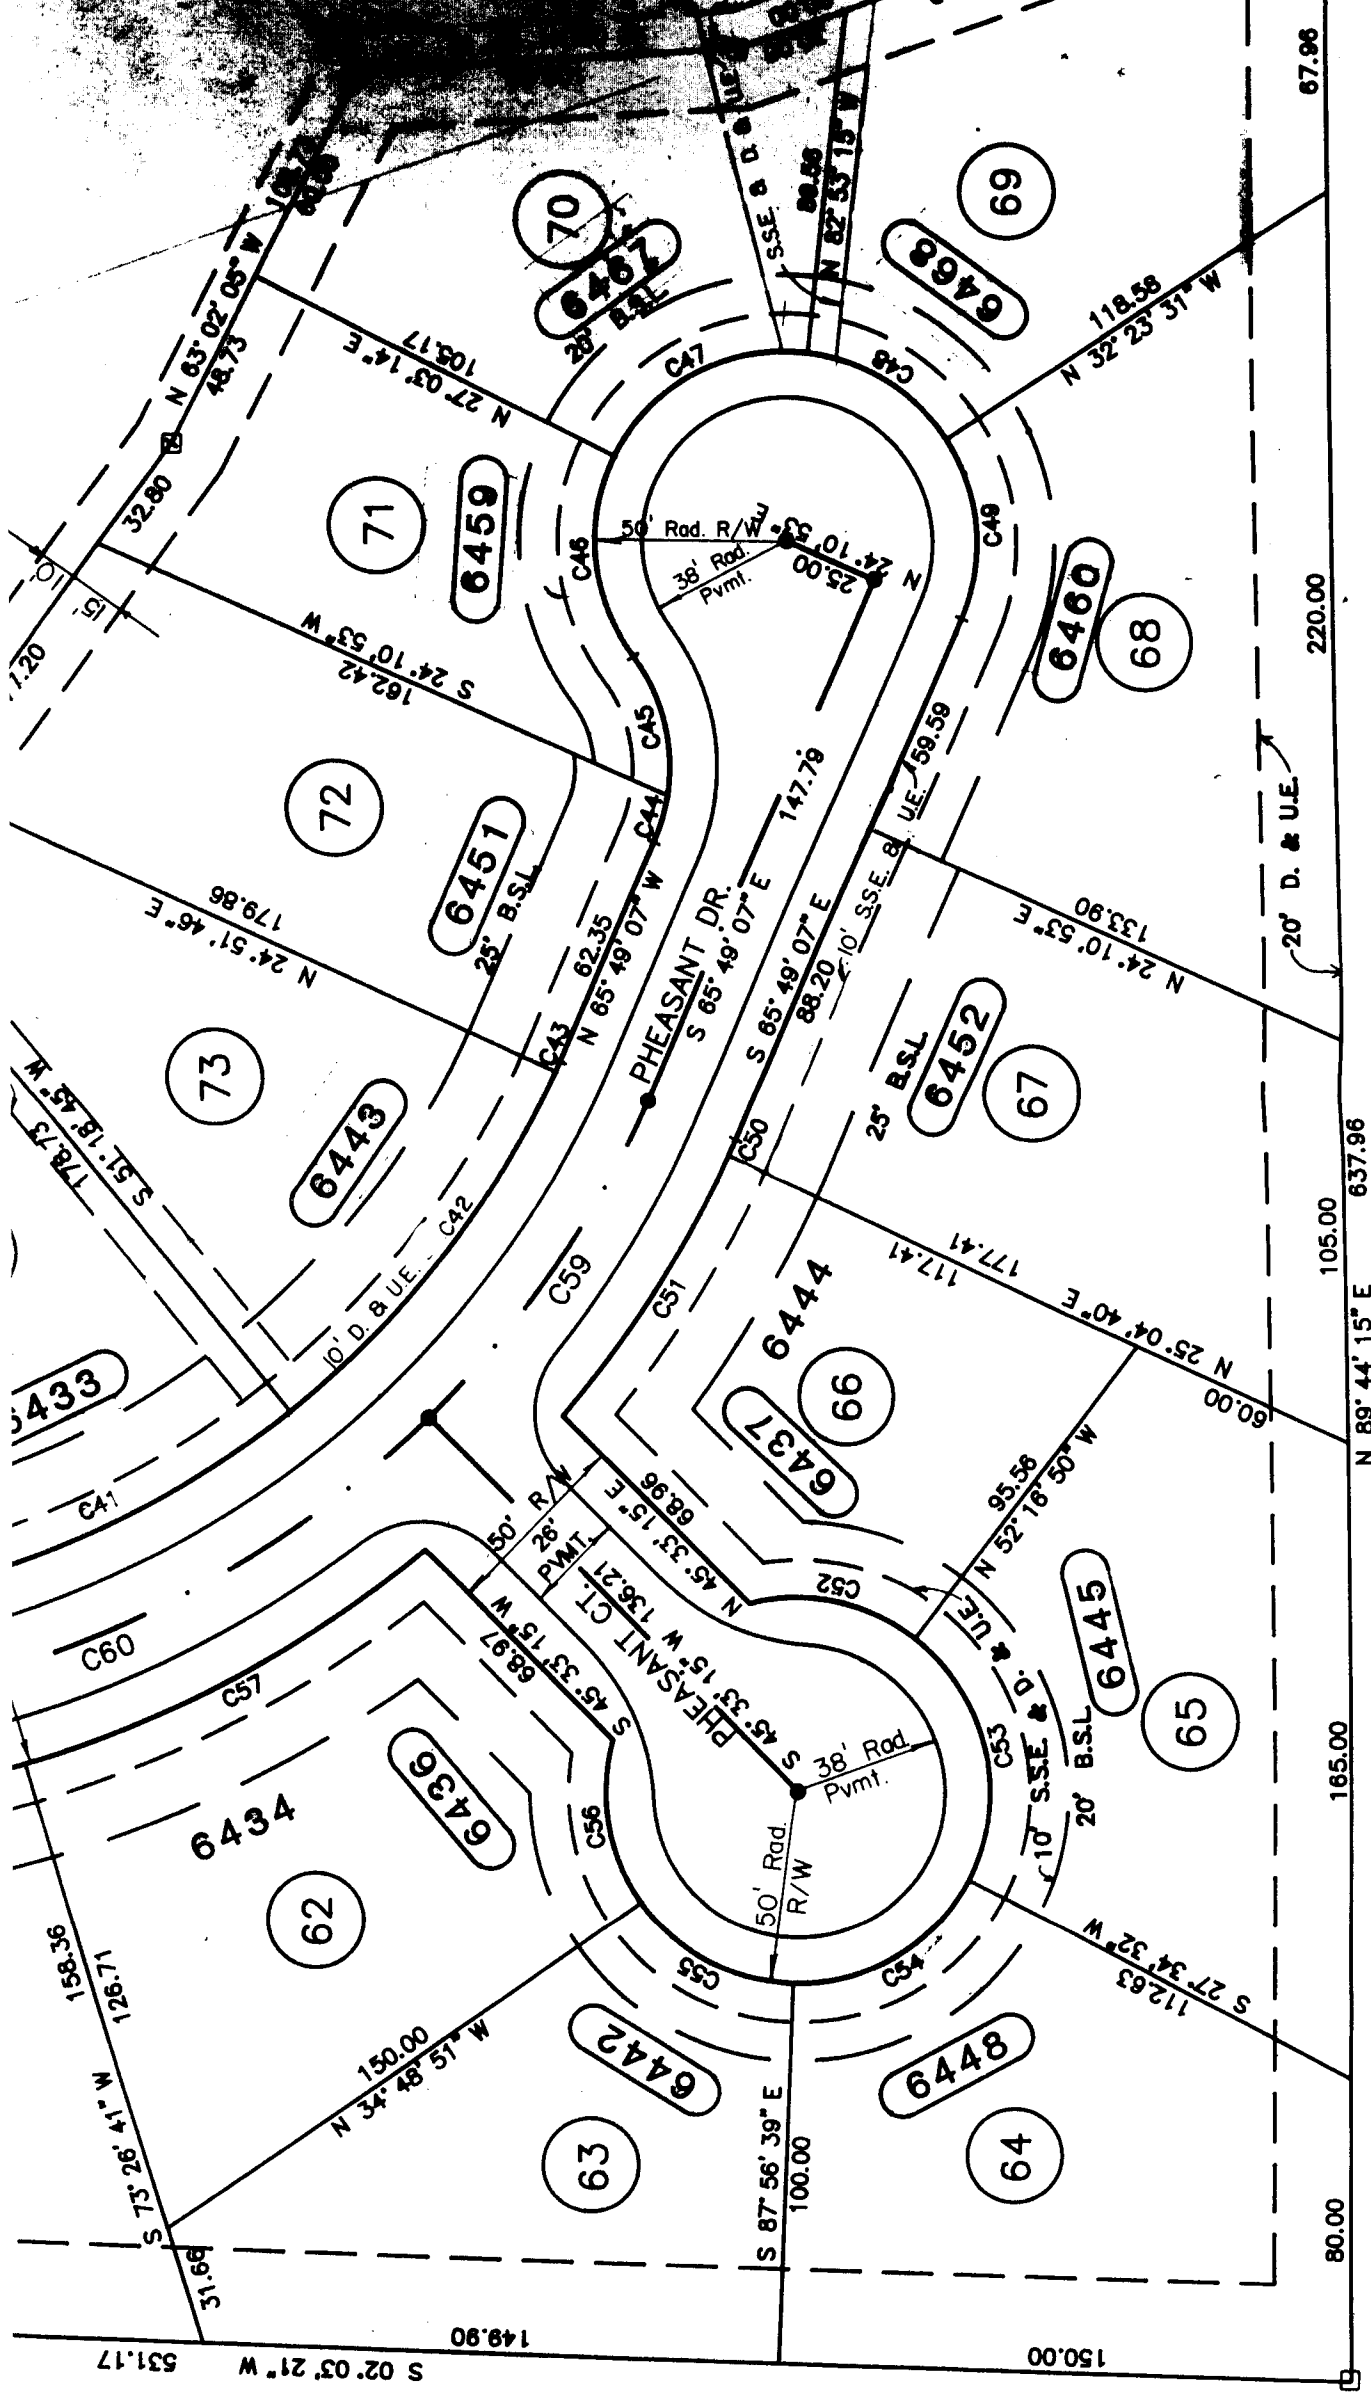 67.96
N 63° 02' 05" W
48.73
32.80
10'
15'
1.20
70
6467
20' B.S.L.
N 27° 03' 14" E
105.17
71
6459
C46
C47
S.S.E. & D. & U.E.
89.56
N 82° 53' 15" W
69
6468
C48
118.58
N 32° 23' 31" W
50' Rad. R/W
38' Rad.
Pvmt.
25.00
N 24° 10' 53" E
C49
6460
68
220.00
S 24° 10' 53" W
162.42
C45
C44
72
6451
25' B.S.L.
N 24° 51' 46" E
179.86
62.35
N 65° 49' 07" W
C43
PHEASANT DR.
S 65° 49' 07" E
147.79
59.59
10' S.S.E. & U.E.
S 65° 49' 07" E
88.20
20' D. & U.E.
N 24° 10' 53" E
133.90
25' B.S.L.
6452
67
C50
73
6443
S 51° 18' 45" W
178.73
10' D. & U.E.
C42
C59
C51
117.41
177.41
N 25° 04' 40" E
60.00
637.96
105.00
N 89° 44' 15" E
6433
C41
6444
6437
66
50' R/W
26'
PVMT.
N 45° 33' 15" E
68.96
C52
95.56
N 52° 16' 50" W
PHEASANT CT.
S 45° 33' 15" W 136.21
S 45° 33' 15" W
68.97
C60
C57
C56
6436
6434
62
38' Rad.
Pvmt.
50' Rad.
R/W
C53
10' S.S.E. & D. & U.E.
20' B.S.L.
6445
65
165.00
158.36
126.71
S 73° 26' 41" W
31.66
150.00
N 34° 48' 51" W
C55
C54
6442
63
S 27° 34' 32" W
112.63
6448
64
S 87° 56' 39" E
100.00
80.00
531.17
S 02° 03' 21" W
149.90
150.00